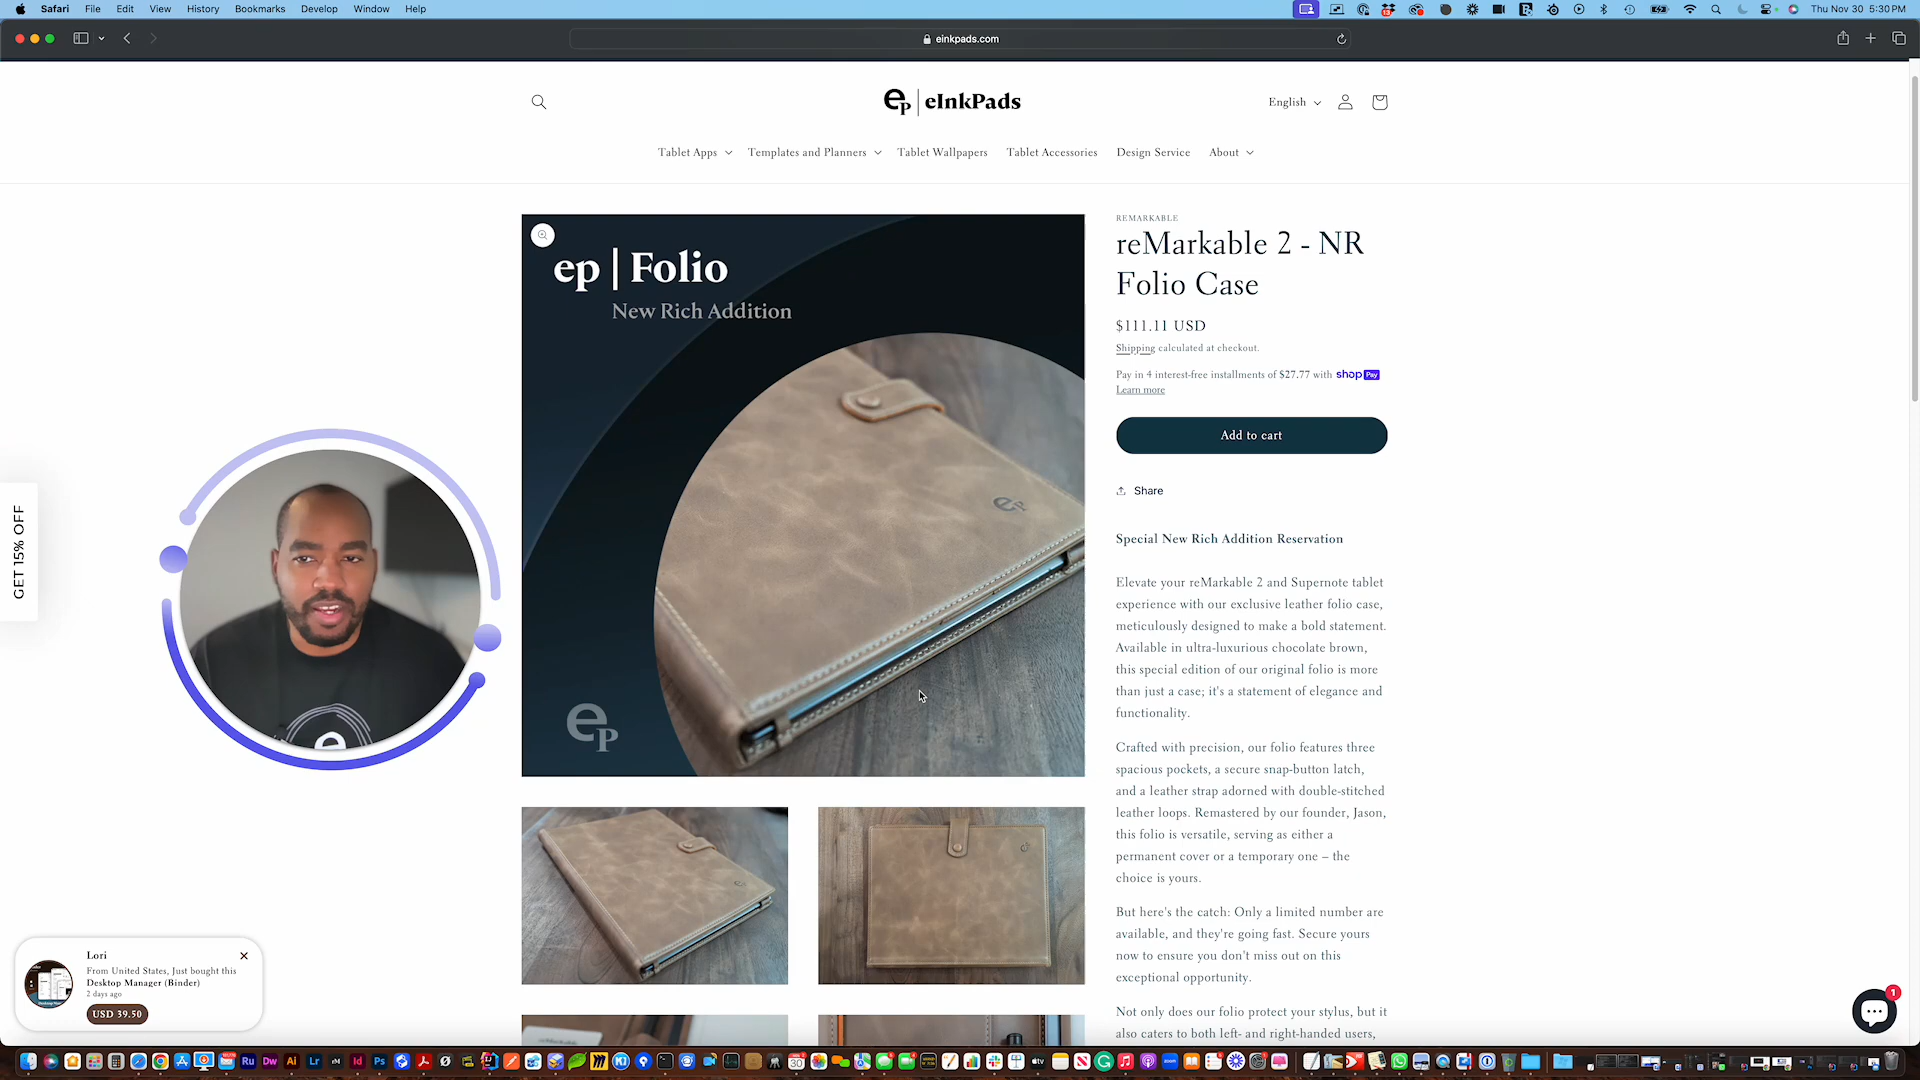 Safari File Edit View History Bookmarks Develop Window Help
Thu Nov 30 5:30 PM
einkpads.com
ep | eInkPads
English
Tablet Apps Templates and Planners Tablet Wallpapers Tablet Accessories Design Service About
ep | Folio
New Rich Addition
eP
REMARKABLE
reMarkable 2 - NR
Folio Case
$111.11 USD
Shipping calculated at checkout.
Pay in 4 interest-free installments of $27.77 with shop Pay
Learn more
Add to cart
Share
Special New Rich Addition Reservation
Elevate your reMarkable 2 and Supernote tablet
experience with our exclusive leather folio case,
meticulously designed to make a bold statement.
Available in ultra-luxurious chocolate brown,
this special edition of our original folio is more
than just a case; it's a statement of elegance and
functionality.
Crafted with precision, our folio features three
spacious pockets, a secure snap-button latch,
and a leather strap adorned with double-stitched
leather loops. Remastered by our founder, Jason,
this folio is versatile, serving as either a
permanent cover or a temporary one – the
choice is yours.
But here's the catch: Only a limited number are
available, and they're going fast. Secure yours
now to ensure you don't miss out on this
exceptional opportunity.
Not only does our folio protect your stylus, but it
also caters to both left- and right-handed users,
GET 15% OFF
Lori
From United States, Just bought this
Desktop Manager (Binder)
2 days ago
USD 39.50
1